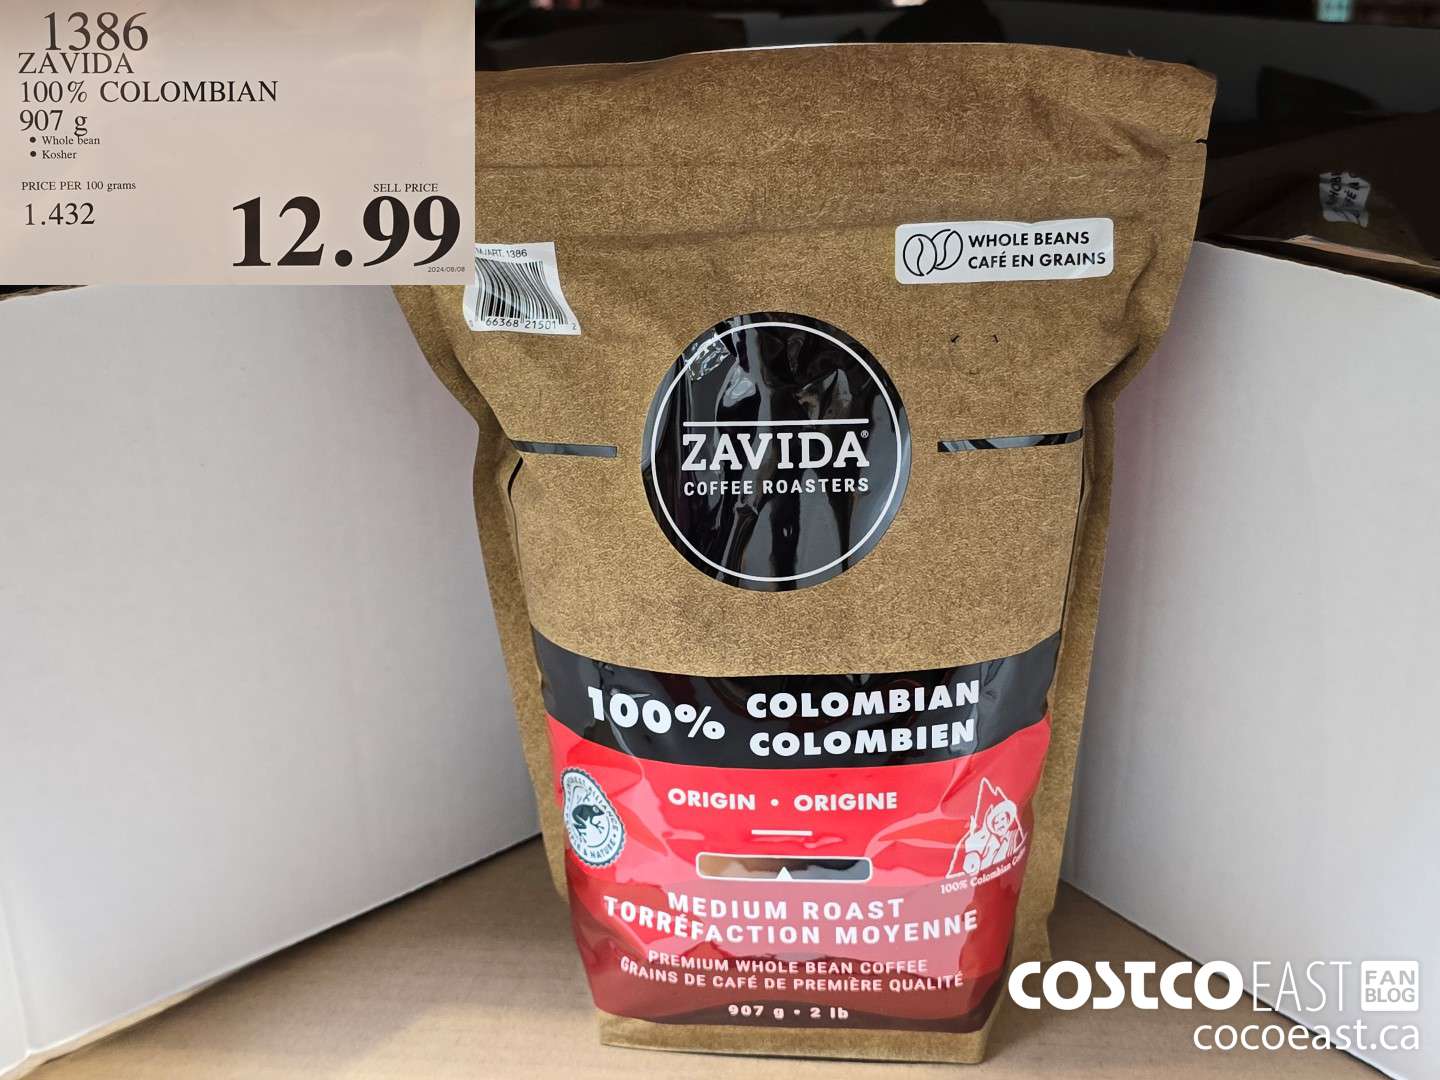 1386
ZAVIDA
100% COLOMBIAN
907 g
• Whole bean
• Kosher
PRICE PER 100 grams
1.432
SELL PRICE
12.99
2024/08/08
M/ART. 1386
66368 21501 2
WHOLE BEANS
CAFÉ EN GRAINS
ZAVIDA®
COFFEE ROASTERS
100% COLOMBIAN
COLOMBIEN
ORIGIN • ORIGINE
ALLIANCE
& NATURE
100% Colombian
MEDIUM ROAST
TORRÉFACTION MOYENNE
PREMIUM WHOLE BEAN COFFEE
GRAINS DE CAFÉ DE PREMIÈRE QUALITÉ
907 g • 2 lb
COSTCO EAST FAN BLOG
cocoeast.ca